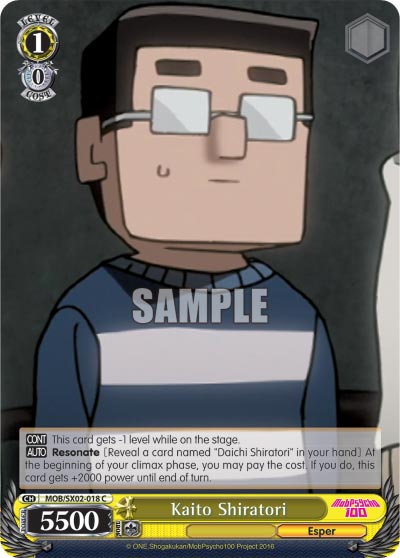 LEVEL
1
0
COST
SAMPLE
CONT This card gets -1 level while on the stage.
AUTO Resonate [Reveal a card named "Daichi Shiratori" in your hand] At
the beginning of your climax phase, you may pay the cost. If you do, this
card gets +2000 power until end of turn.
CH MOB/SX02-018 C
Kaito Shiratori
MobPsycho
100
POWER 5500
Esper
© ONE,Shogakukan/MobPsycho100 Project 2016